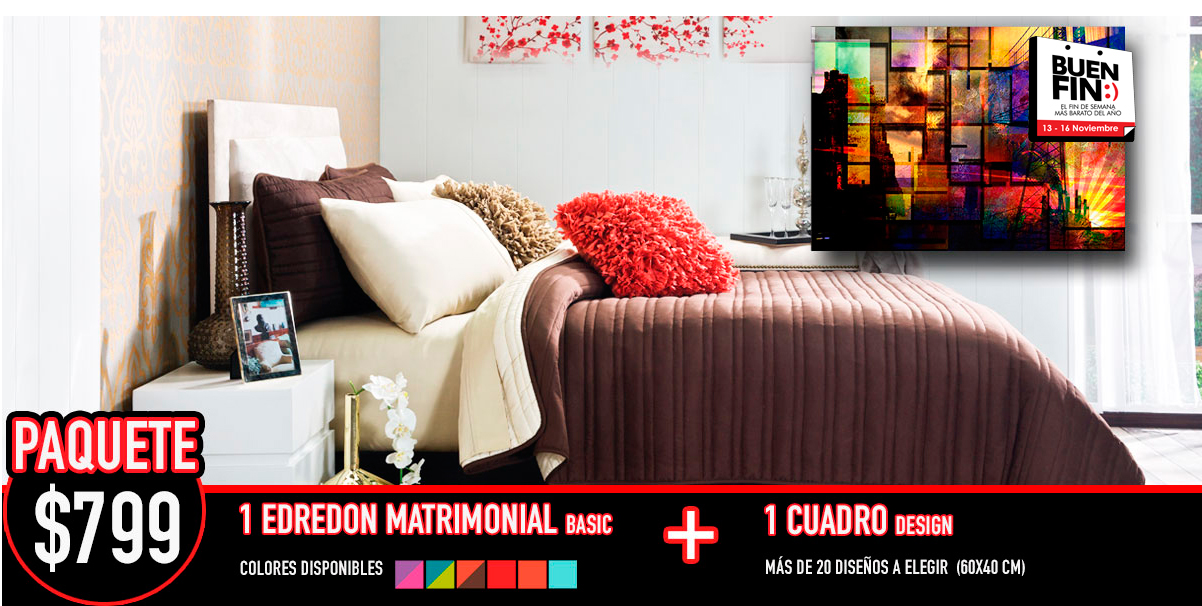 BUEN
FIN:)
EL FIN DE SEMANA
MÁS BARATO DEL AÑO
13 - 16 Noviembre
PAQUETE
$799
1 EDREDON MATRIMONIAL BASIC
COLORES DISPONIBLES
+
1 CUADRO DESIGN
MÁS DE 20 DISEÑOS A ELEGIR (60X40 CM)